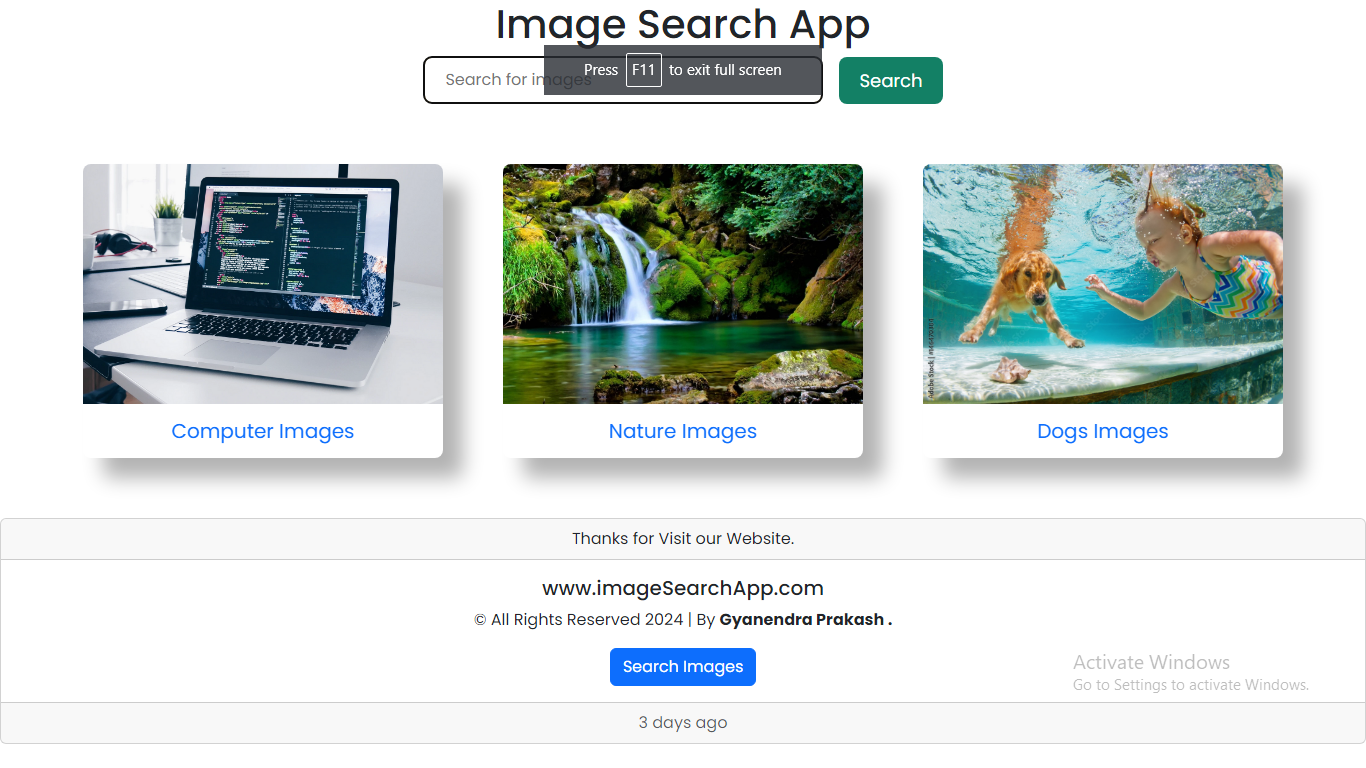 Image Search App
Search for images
Press F11 to exit full screen
Search
Computer Images
Nature Images
Dogs Images
Thanks for Visit our Website.
www.imageSearchApp.com
© All Rights Reserved 2024 | By Gyanendra Prakash .
Search Images
Activate Windows
Go to Settings to activate Windows.
3 days ago